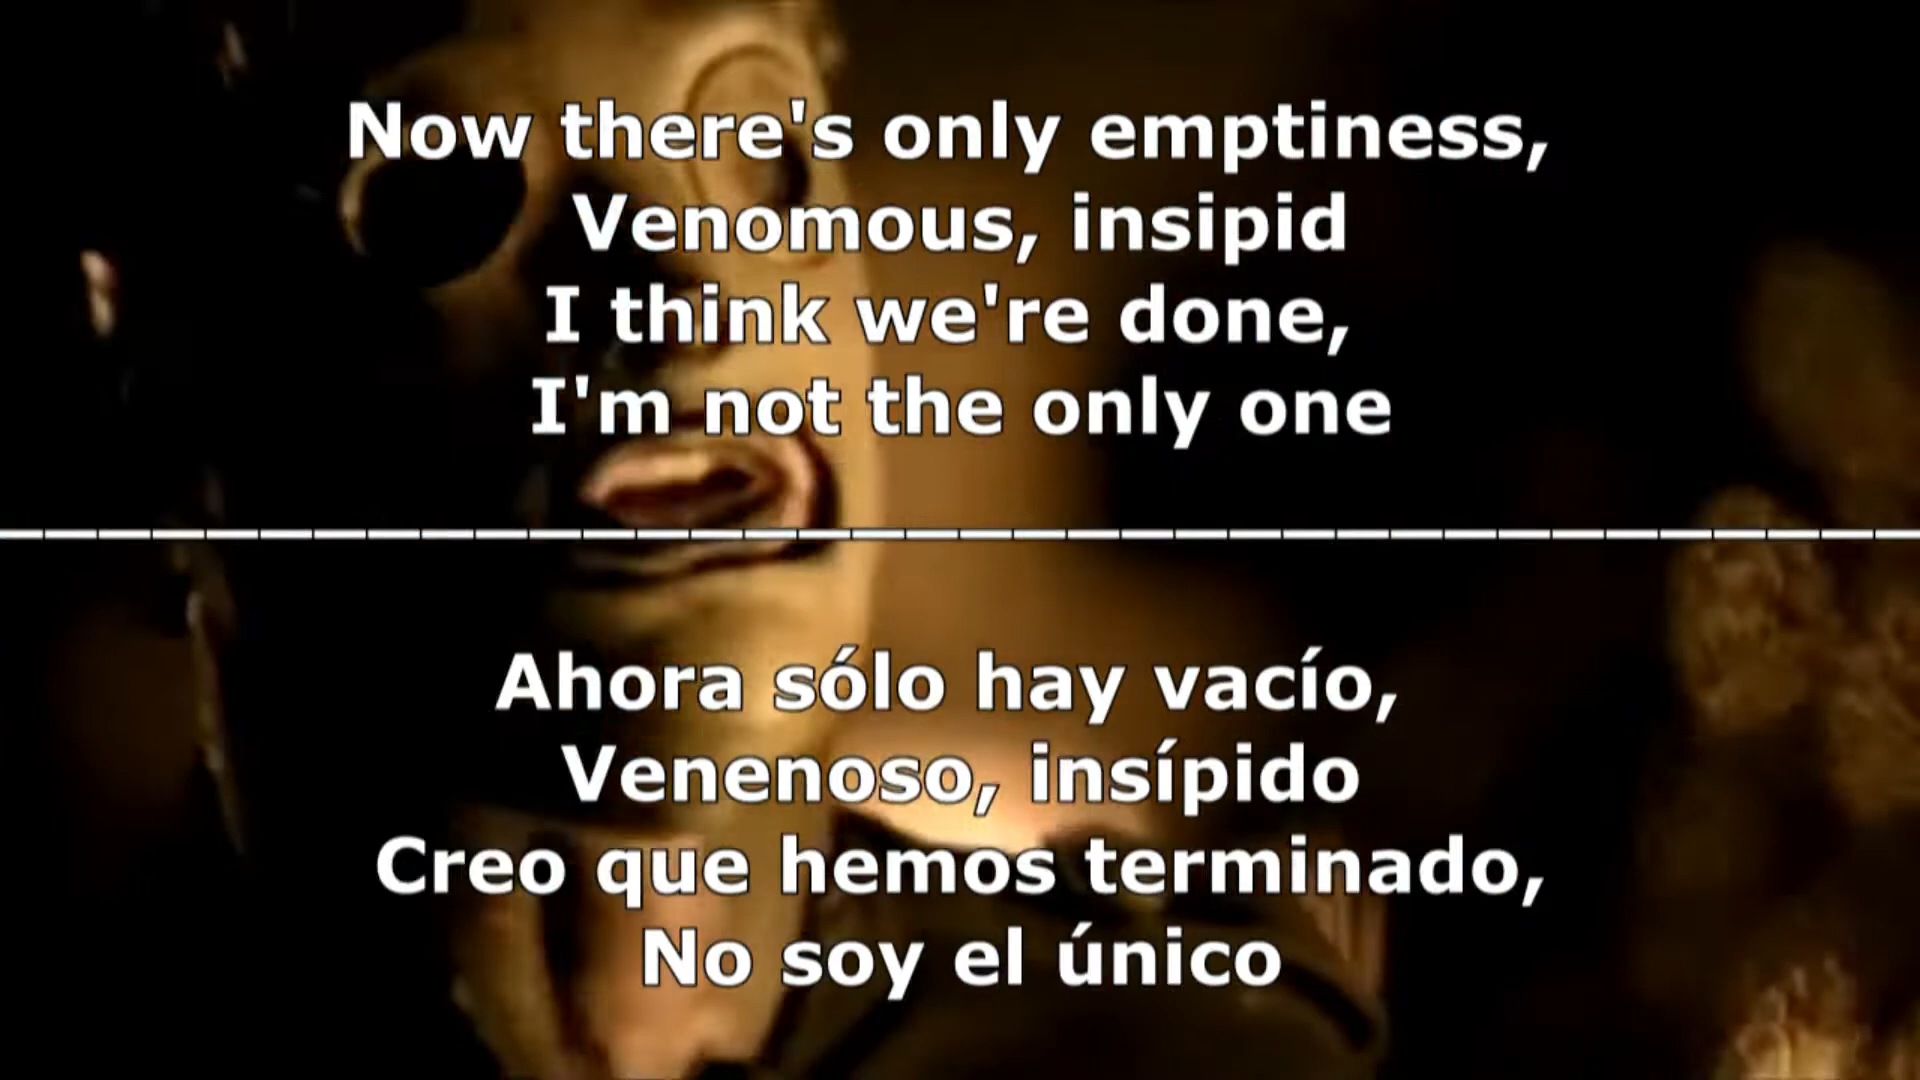 Now there's only emptiness,
Venomous, insipid
I think we're done,
I'm not the only one
Ahora sólo hay vacío,
Venenoso, insípido
Creo que hemos terminado,
No soy el único